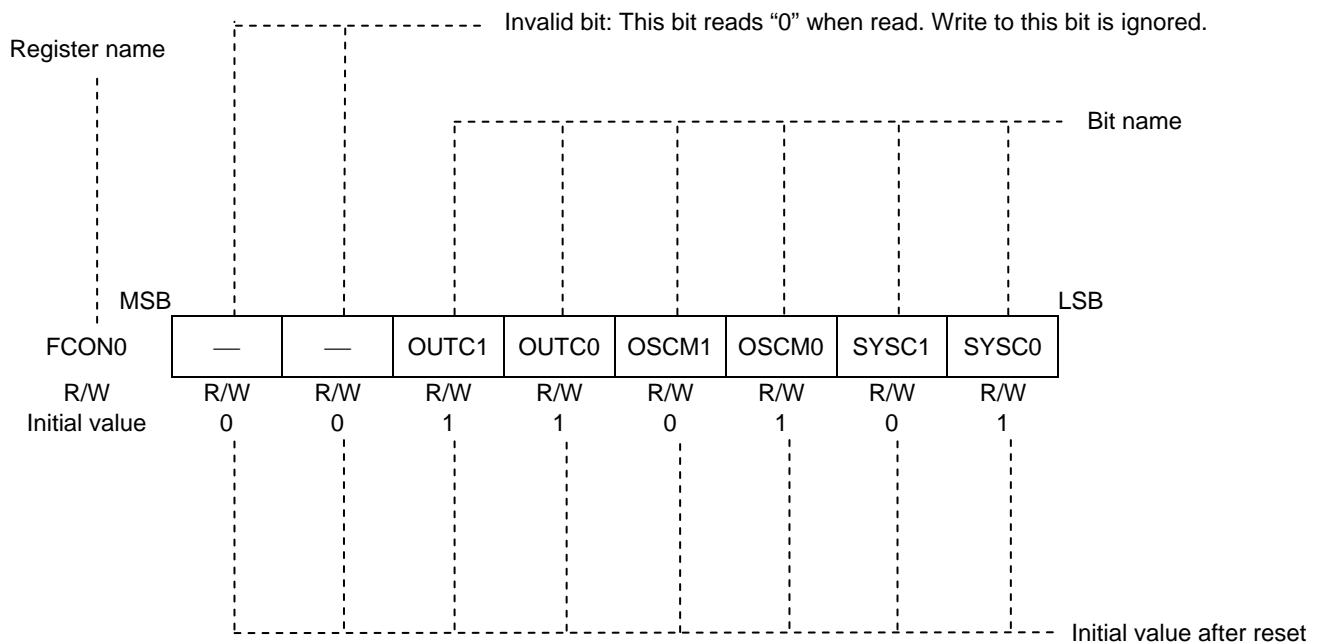 Invalid bit: This bit reads “0” when read. Write to this bit is ignored.
Register name
Bit name
MSB LSB
FCON0 — — OUTC1 OUTC0 OSCM1 OSCM0 SYSC1 SYSC0
R/W R/W R/W R/W R/W R/W R/W R/W R/W
Initial value 0 0 1 1 0 1 0 1
Initial value after reset